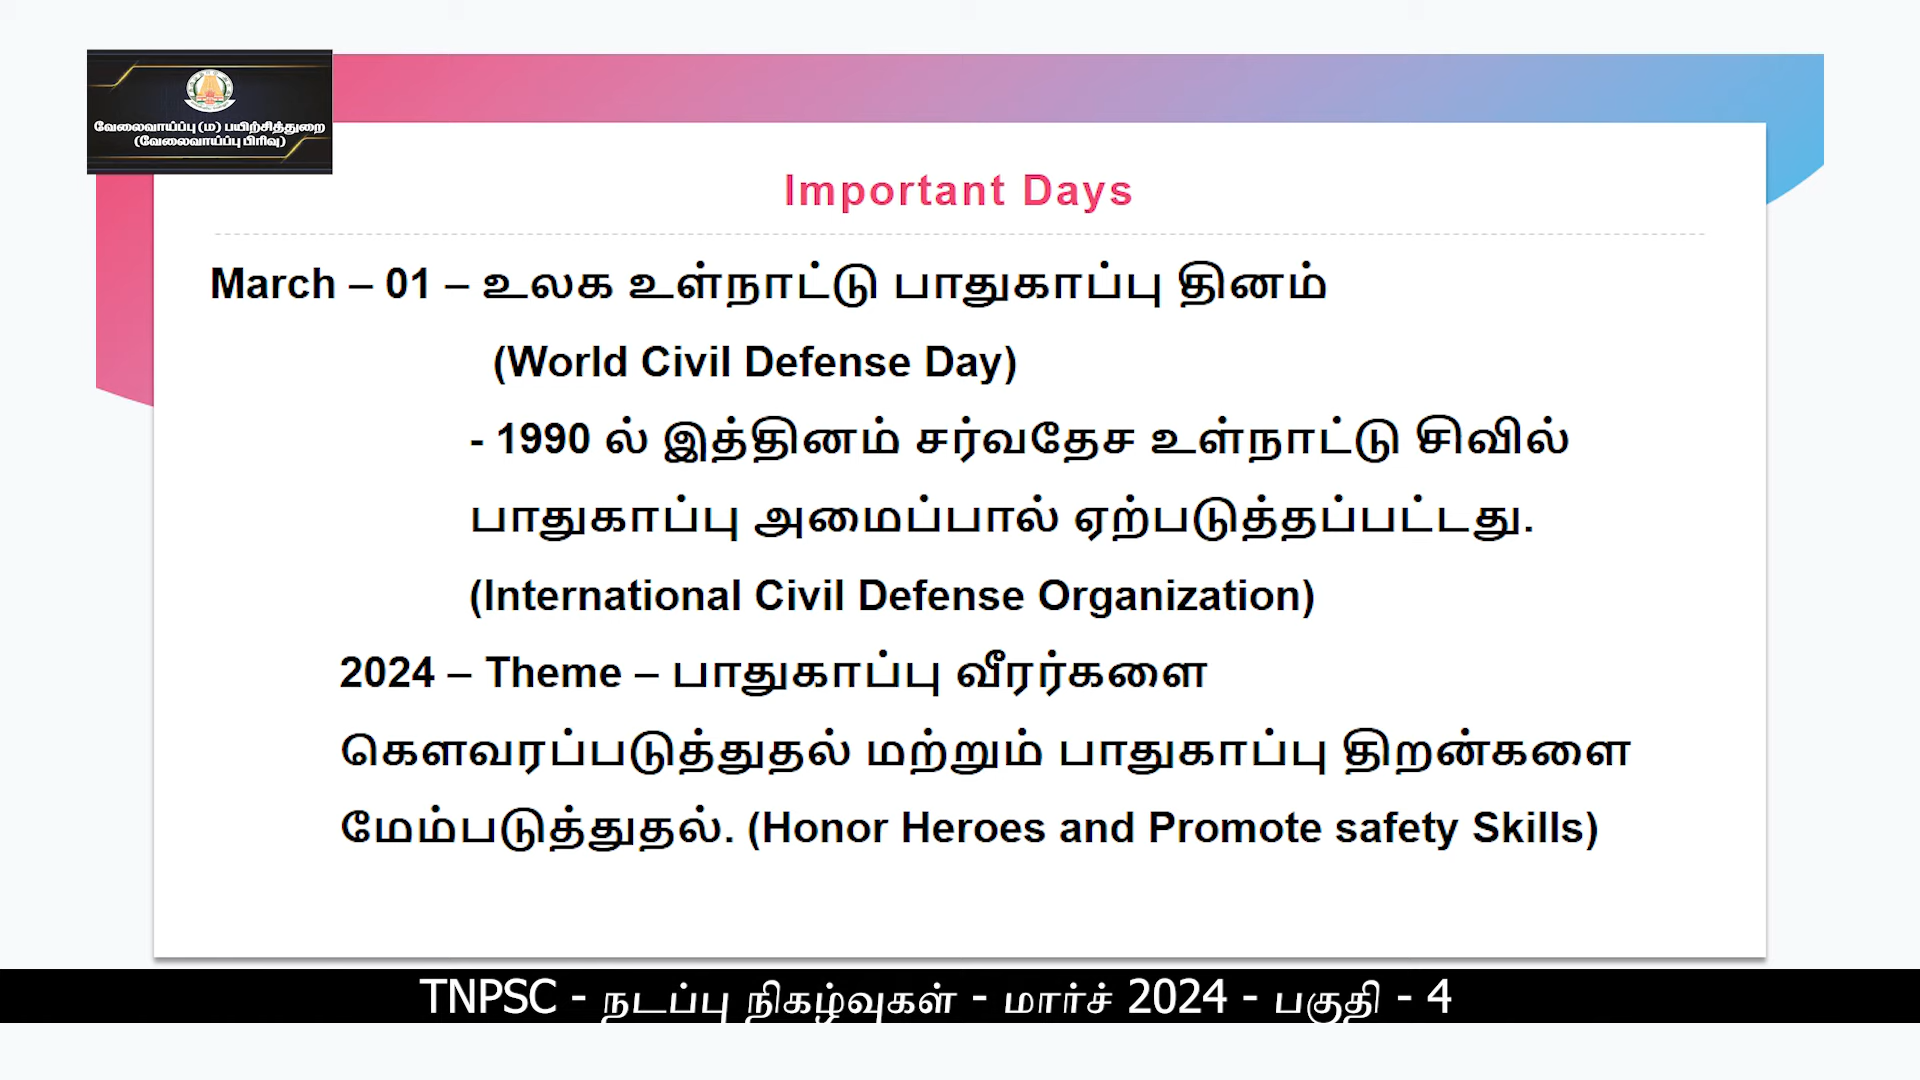 வேலைவாய்ப்பு (ம) பயிற்சித்துறை
(வேலைவாய்ப்பு பிரிவு)
Important Days
March – 01 – உலக உள்நாட்டு பாதுகாப்பு தினம்
(World Civil Defense Day)
- 1990 ல் இத்தினம் சர்வதேச உள்நாட்டு சிவில்
பாதுகாப்பு அமைப்பால் ஏற்படுத்தப்பட்டது.
(International Civil Defense Organization)
2024 – Theme – பாதுகாப்பு வீரர்களை
கௌவரப்படுத்துதல் மற்றும் பாதுகாப்பு திறன்களை
மேம்படுத்துதல். (Honor Heroes and Promote safety Skills)
TNPSC - நடப்பு நிகழ்வுகள் - மார்ச் 2024 - பகுதி - 4